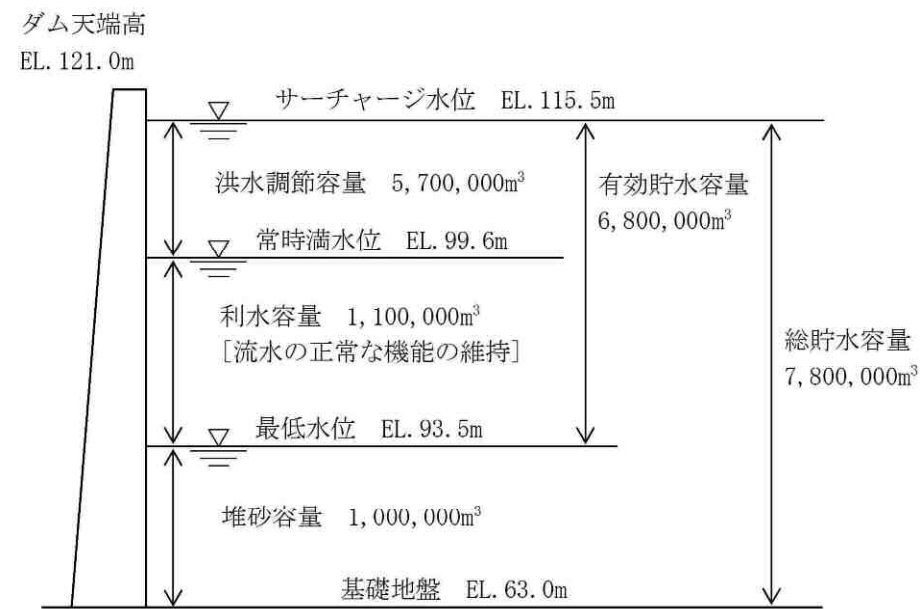 ダム天端高
EL.121.0m
サーチャージ水位 EL.115.5m
洪水調節容量 5,700,000m³
有効貯水容量
6,800,000m³
常時満水位 EL.99.6m
利水容量 1,100,000m³
[流水の正常な機能の維持]
総貯水容量
7,800,000m³
最低水位 EL.93.5m
堆砂容量 1,000,000m³
基礎地盤 EL.63.0m